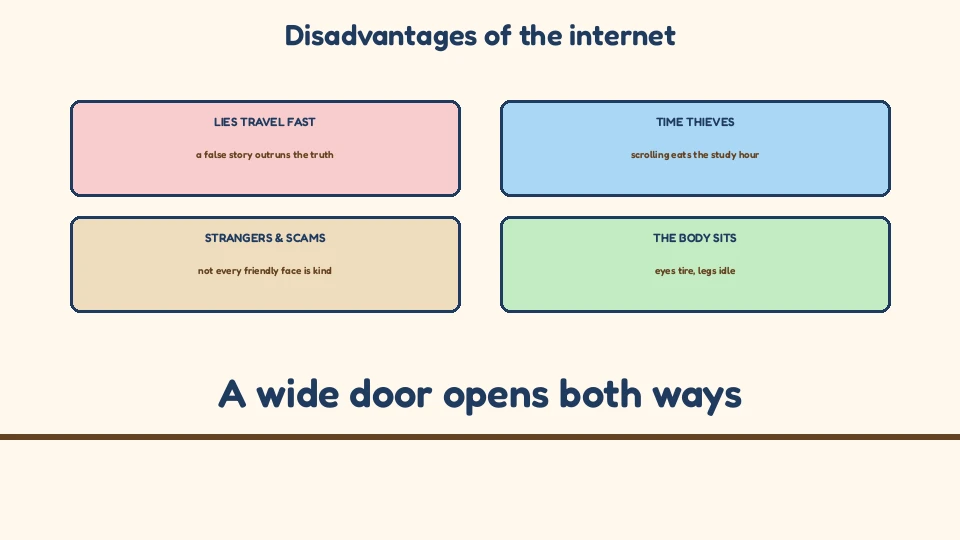 Disadvantages of the internet
LIES TRAVEL FAST
a false story outruns the truth
TIME THIEVES
scrolling eats the study hour
STRANGERS & SCAMS
not every friendly face is kind
THE BODY SITS
eyes tire, legs idle
A wide door opens both ways